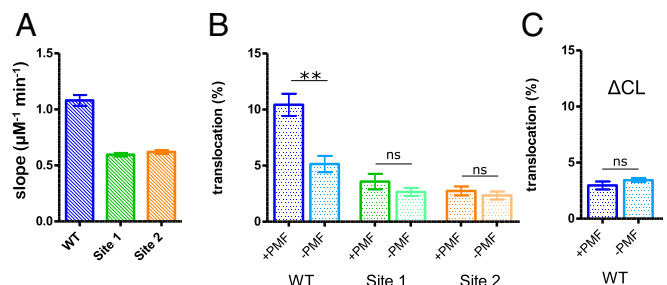 A
slope (µM⁻¹ min⁻¹)
1.5
1.0
0.5
0.0
WT
Site 1
Site 2
B
translocation (%)
15
10
5
0
**
ns
ns
+PMF
-PMF
+PMF
-PMF
+PMF
-PMF
WT
Site 1
Site 2
C
translocation (%)
15
10
5
0
ΔCL
ns
+PMF
-PMF
WT